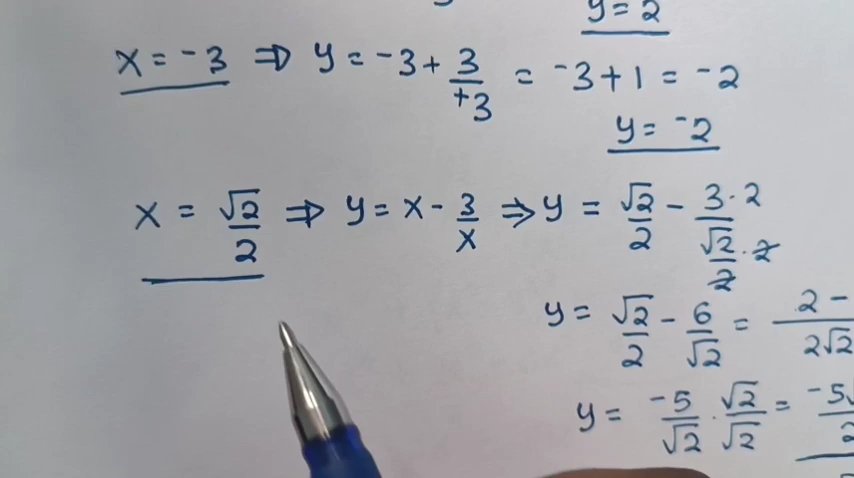 y = 2
x = -3 ⇒ y = -3 + 3/+3 = -3 + 1 = -2
y = -2
x = √2/2 ⇒ y = x - 3/x ⇒ y = √2/2 - (3·2)/(√2/2·2)
y = √2/2 - 6/√2 = 2 - / 2√2
y = -5/√2 · √2/√2 = -5√ / 2